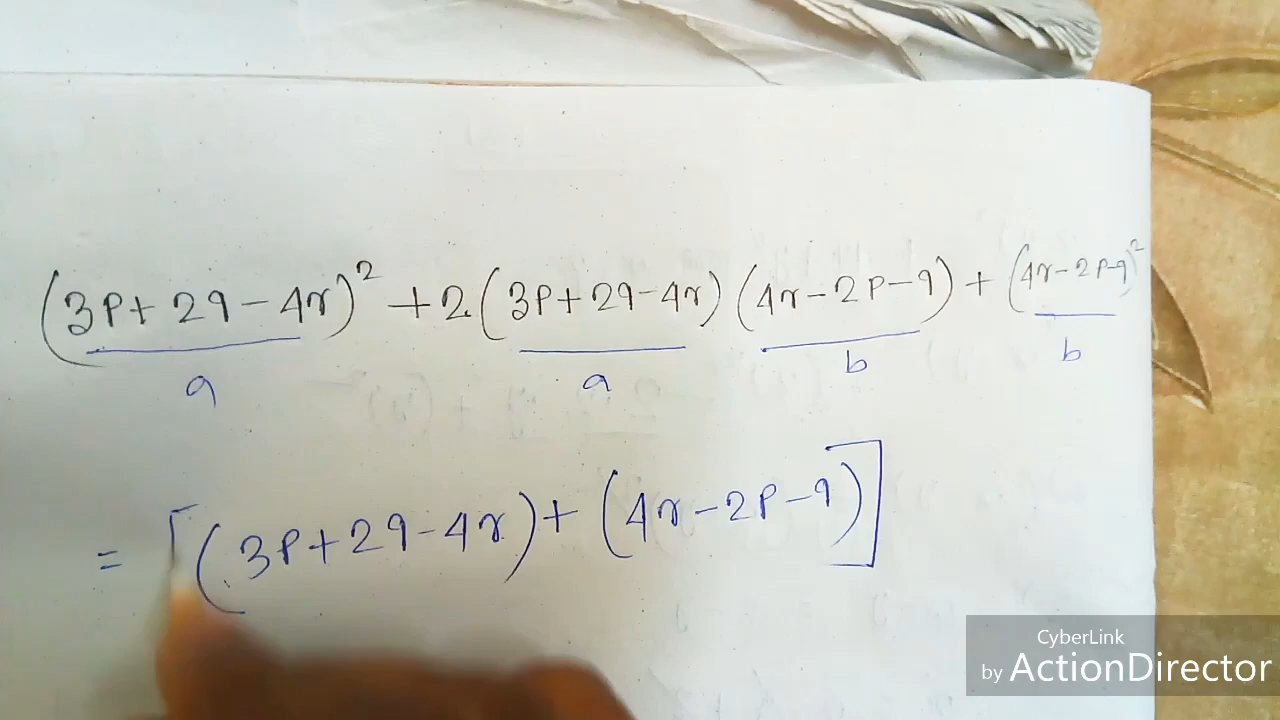 (3p+2q-4r)² +2(3p+2q-4r)(4r-2p-q)+(4r-2p-q)²
a a b b
= [(3p+2q-4r)+(4r-2p-q)]
CyberLink
by ActionDirector